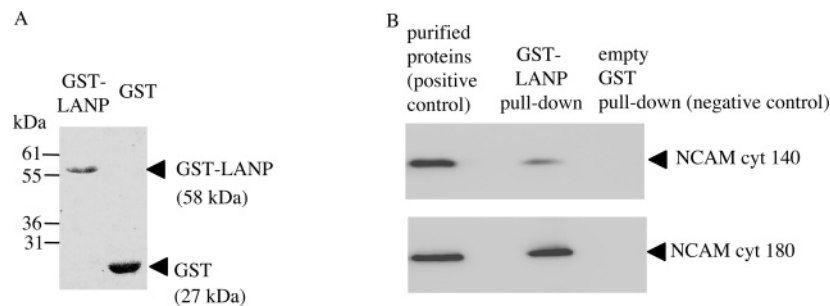 A
GST-
LANP
GST
kDa
61
55
36
31
GST-LANP
(58 kDa)
GST
(27 kDa)
B
purified
proteins
(positive
control)
GST-
LANP
pull-down
empty
GST
pull-down (negative control)
NCAM cyt 140
NCAM cyt 180